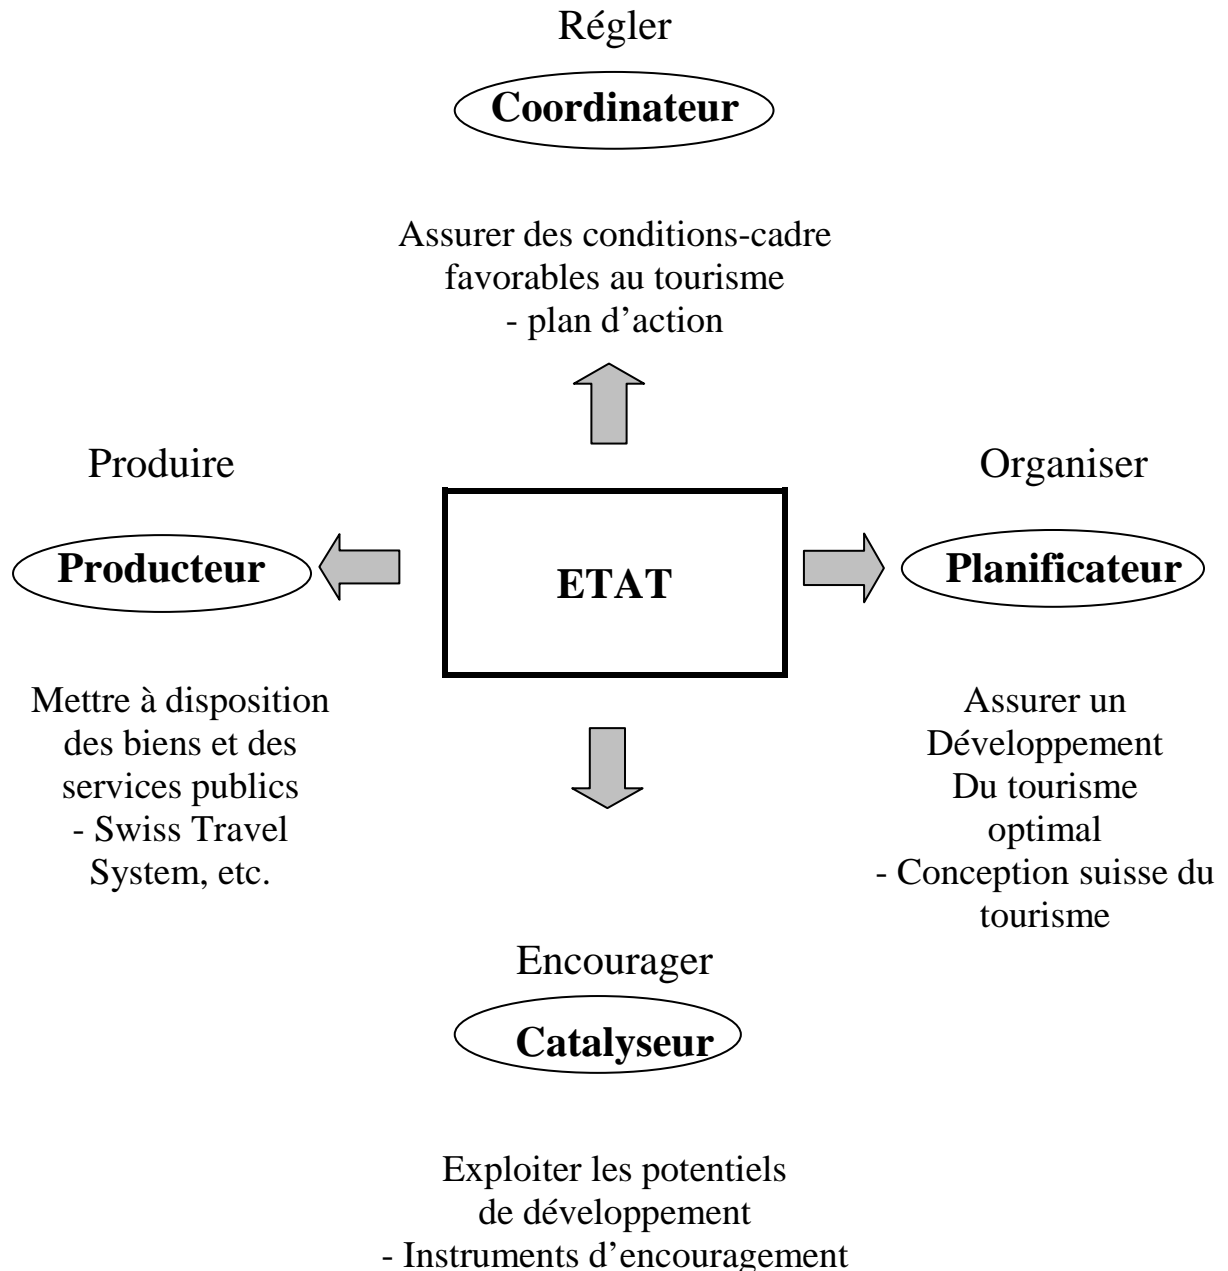 Régler
Coordinateur
Assurer des conditions-cadre
favorables au tourisme
- plan d’action
Produire
Producteur
Mettre à disposition
des biens et des
services publics
- Swiss Travel
System, etc.
ETAT
Organiser
Planificateur
Assurer un
Développement
Du tourisme
optimal
- Conception suisse du
tourisme
Encourager
Catalyseur
Exploiter les potentiels
de développement
- Instruments d’encouragement